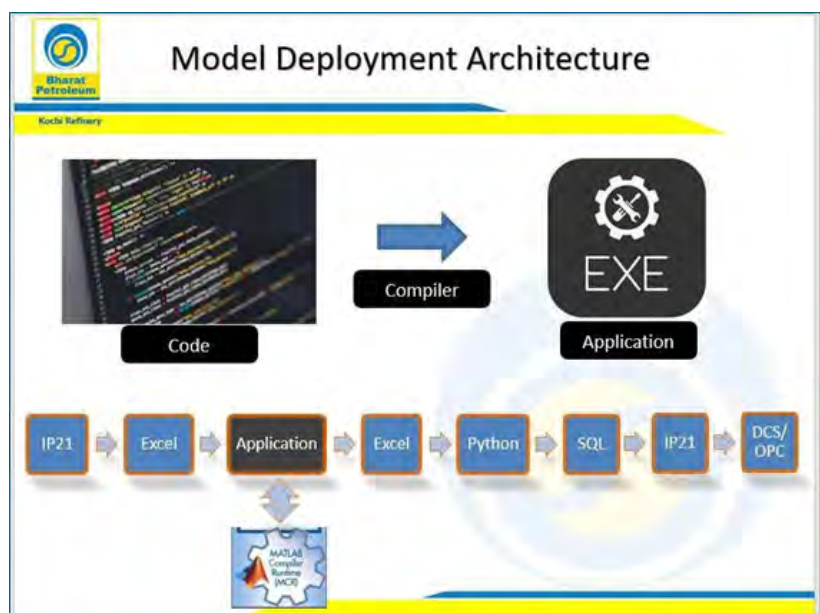 Model Deployment Architecture
Bharat
Petroleum
Kochi Refinery
EXE
Compiler
Code
Application
IP21
Excel
Application
Excel
Python
SQL
IP21
DCS/
OPC
MATLAB
Compiler
Runtime
(MCR)